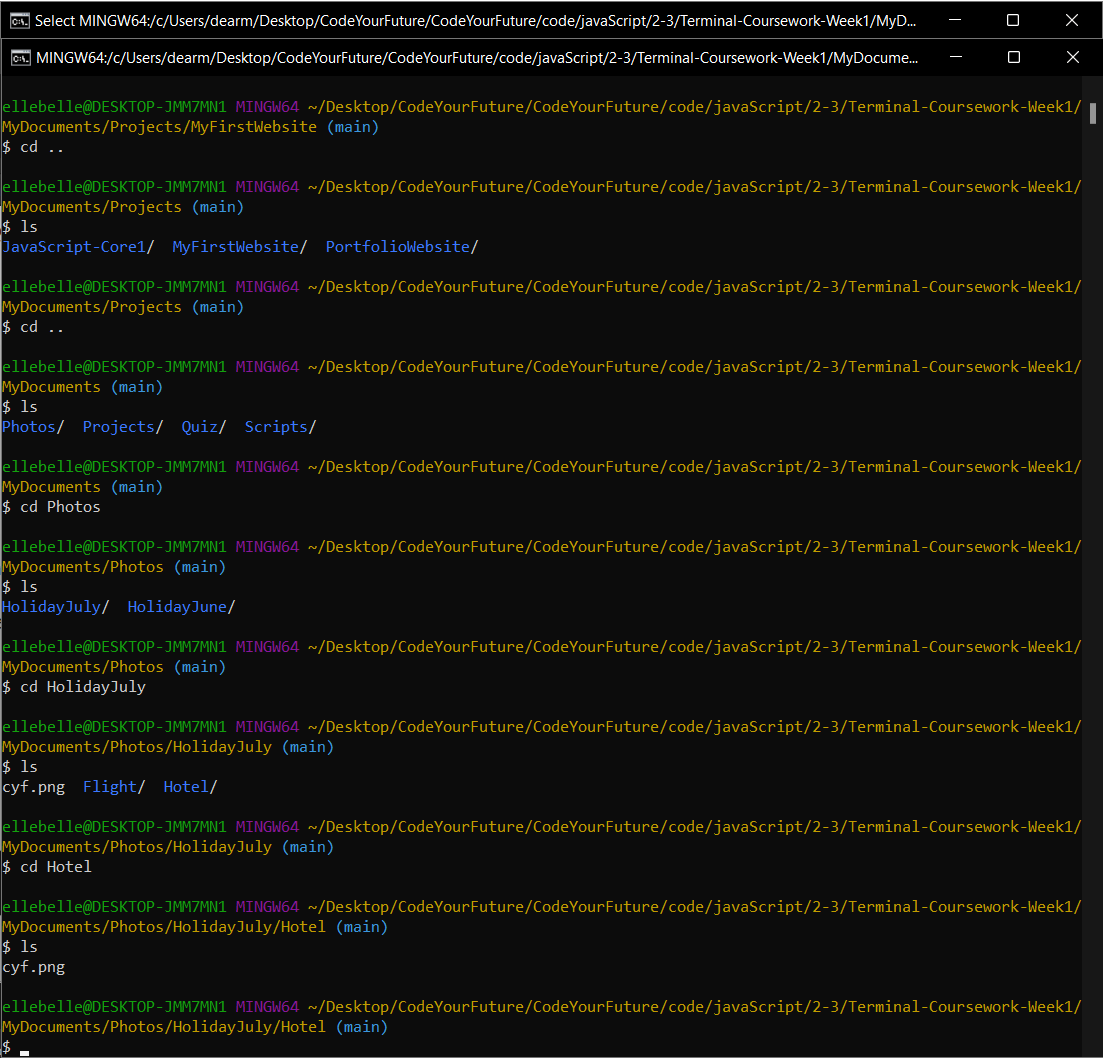 Select MINGW64:/c/Users/dearm/Desktop/CodeYourFuture/CodeYourFuture/code/javaScript/2-3/Terminal-Coursework-Week1/MyD...
MINGW64:/c/Users/dearm/Desktop/CodeYourFuture/CodeYourFuture/code/javaScript/2-3/Terminal-Coursework-Week1/MyDocume...
ellebelle@DESKTOP-JMM7MN1 MINGW64 ~/Desktop/CodeYourFuture/CodeYourFuture/code/javaScript/2-3/Terminal-Coursework-Week1/
MyDocuments/Projects/MyFirstWebsite (main)
$ cd ..
ellebelle@DESKTOP-JMM7MN1 MINGW64 ~/Desktop/CodeYourFuture/CodeYourFuture/code/javaScript/2-3/Terminal-Coursework-Week1/
MyDocuments/Projects (main)
$ ls
JavaScript-Core1/  MyFirstWebsite/  PortfolioWebsite/
ellebelle@DESKTOP-JMM7MN1 MINGW64 ~/Desktop/CodeYourFuture/CodeYourFuture/code/javaScript/2-3/Terminal-Coursework-Week1/
MyDocuments/Projects (main)
$ cd ..
ellebelle@DESKTOP-JMM7MN1 MINGW64 ~/Desktop/CodeYourFuture/CodeYourFuture/code/javaScript/2-3/Terminal-Coursework-Week1/
MyDocuments (main)
$ ls
Photos/  Projects/  Quiz/  Scripts/
ellebelle@DESKTOP-JMM7MN1 MINGW64 ~/Desktop/CodeYourFuture/CodeYourFuture/code/javaScript/2-3/Terminal-Coursework-Week1/
MyDocuments (main)
$ cd Photos
ellebelle@DESKTOP-JMM7MN1 MINGW64 ~/Desktop/CodeYourFuture/CodeYourFuture/code/javaScript/2-3/Terminal-Coursework-Week1/
MyDocuments/Photos (main)
$ ls
HolidayJuly/  HolidayJune/
ellebelle@DESKTOP-JMM7MN1 MINGW64 ~/Desktop/CodeYourFuture/CodeYourFuture/code/javaScript/2-3/Terminal-Coursework-Week1/
MyDocuments/Photos (main)
$ cd HolidayJuly
ellebelle@DESKTOP-JMM7MN1 MINGW64 ~/Desktop/CodeYourFuture/CodeYourFuture/code/javaScript/2-3/Terminal-Coursework-Week1/
MyDocuments/Photos/HolidayJuly (main)
$ ls
cyf.png  Flight/  Hotel/
ellebelle@DESKTOP-JMM7MN1 MINGW64 ~/Desktop/CodeYourFuture/CodeYourFuture/code/javaScript/2-3/Terminal-Coursework-Week1/
MyDocuments/Photos/HolidayJuly (main)
$ cd Hotel
ellebelle@DESKTOP-JMM7MN1 MINGW64 ~/Desktop/CodeYourFuture/CodeYourFuture/code/javaScript/2-3/Terminal-Coursework-Week1/
MyDocuments/Photos/HolidayJuly/Hotel (main)
$ ls
cyf.png
ellebelle@DESKTOP-JMM7MN1 MINGW64 ~/Desktop/CodeYourFuture/CodeYourFuture/code/javaScript/2-3/Terminal-Coursework-Week1/
MyDocuments/Photos/HolidayJuly/Hotel (main)
$